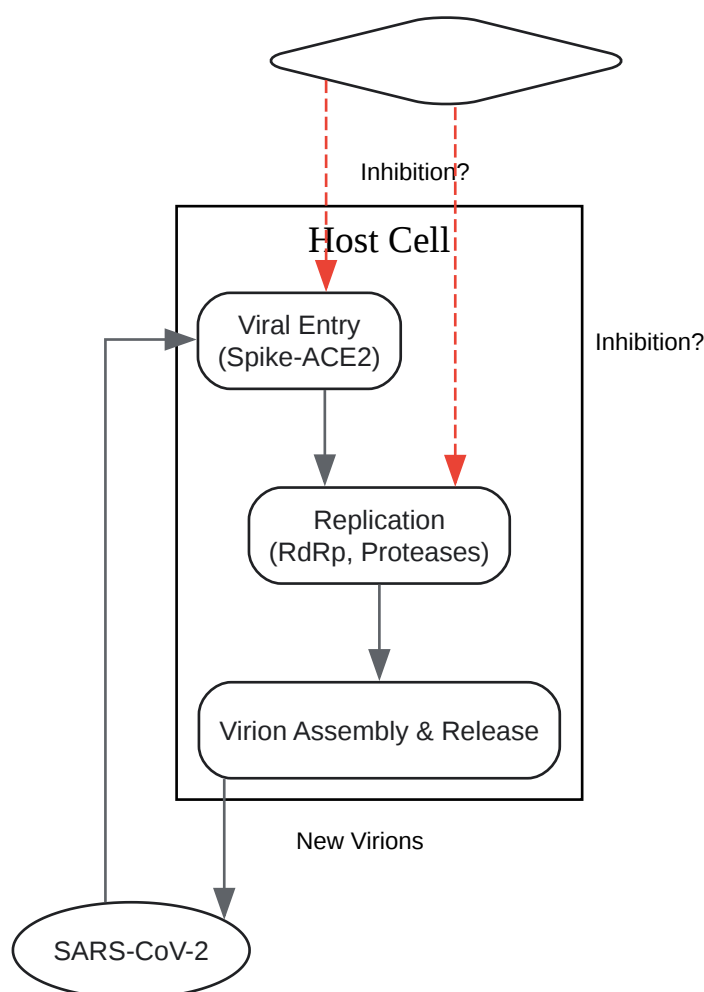 Inhibition?
Host Cell
Viral Entry
(Spike-ACE2)
Inhibition?
Replication
(RdRp, Proteases)
Virion Assembly & Release
New Virions
SARS-CoV-2